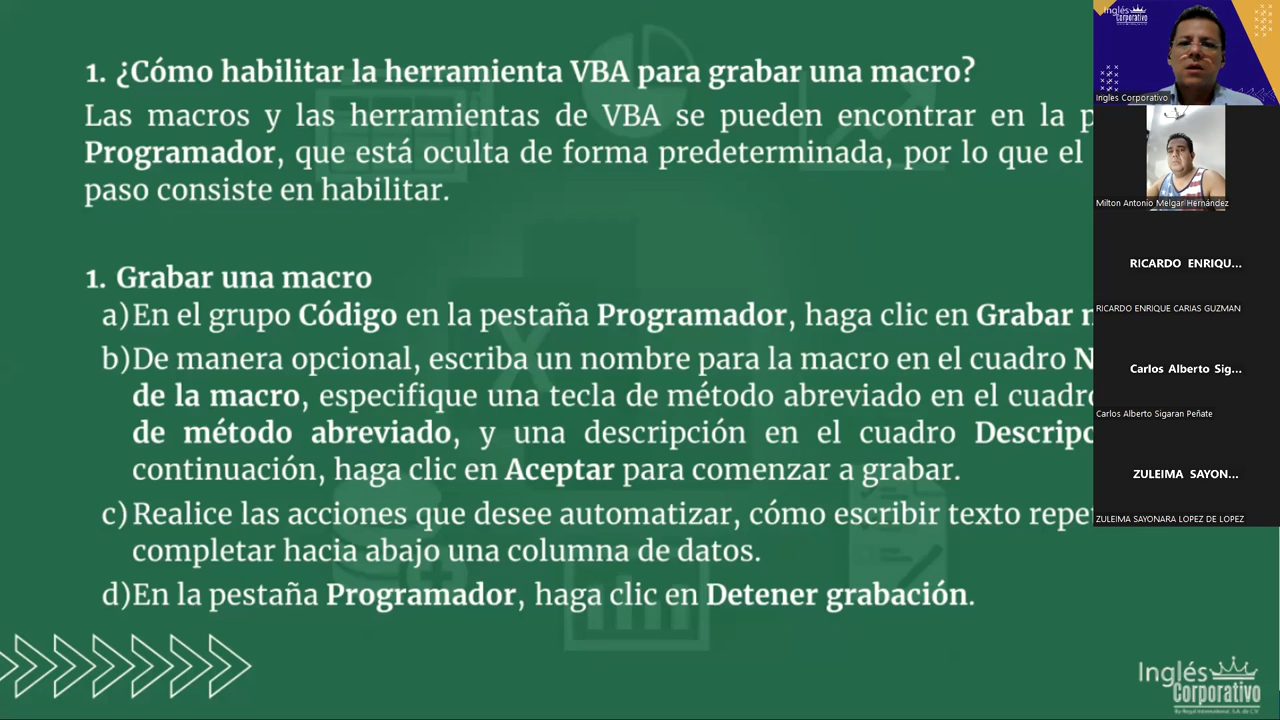 1. ¿Cómo habilitar la herramienta VBA para grabar una macro?
Las macros y las herramientas de VBA se pueden encontrar en la
Programador, que está oculta de forma predeterminada, por lo que el
paso consiste en habilitar.
1. Grabar una macro
a)En el grupo Código en la pestaña Programador, haga clic en Grabar
b)De manera opcional, escriba un nombre para la macro en el cuadro
de la macro, especifique una tecla de método abreviado en el cuadro
de método abreviado, y una descripción en el cuadro
continuación, haga clic en Aceptar para comenzar a grabar.
c)Realice las acciones que desee automatizar, cómo escribir texto
completar hacia abajo una columna de datos.
d)En la pestaña Programador, haga clic en Detener grabación.
Inglés
Corporativo
By Royal International, S.A. de C.V
Inglés
Corporativo
Ingles Corporativo
Milton Antonio Melgar Hernández
RICARDO ENRIQU...
RICARDO ENRIQUE CARIAS GUZMAN
Carlos Alberto Sig...
Carlos Alberto Sigaran Peñate
ZULEIMA SAYON...
ZULEIMA SAYONARA LOPEZ DE LOPEZ